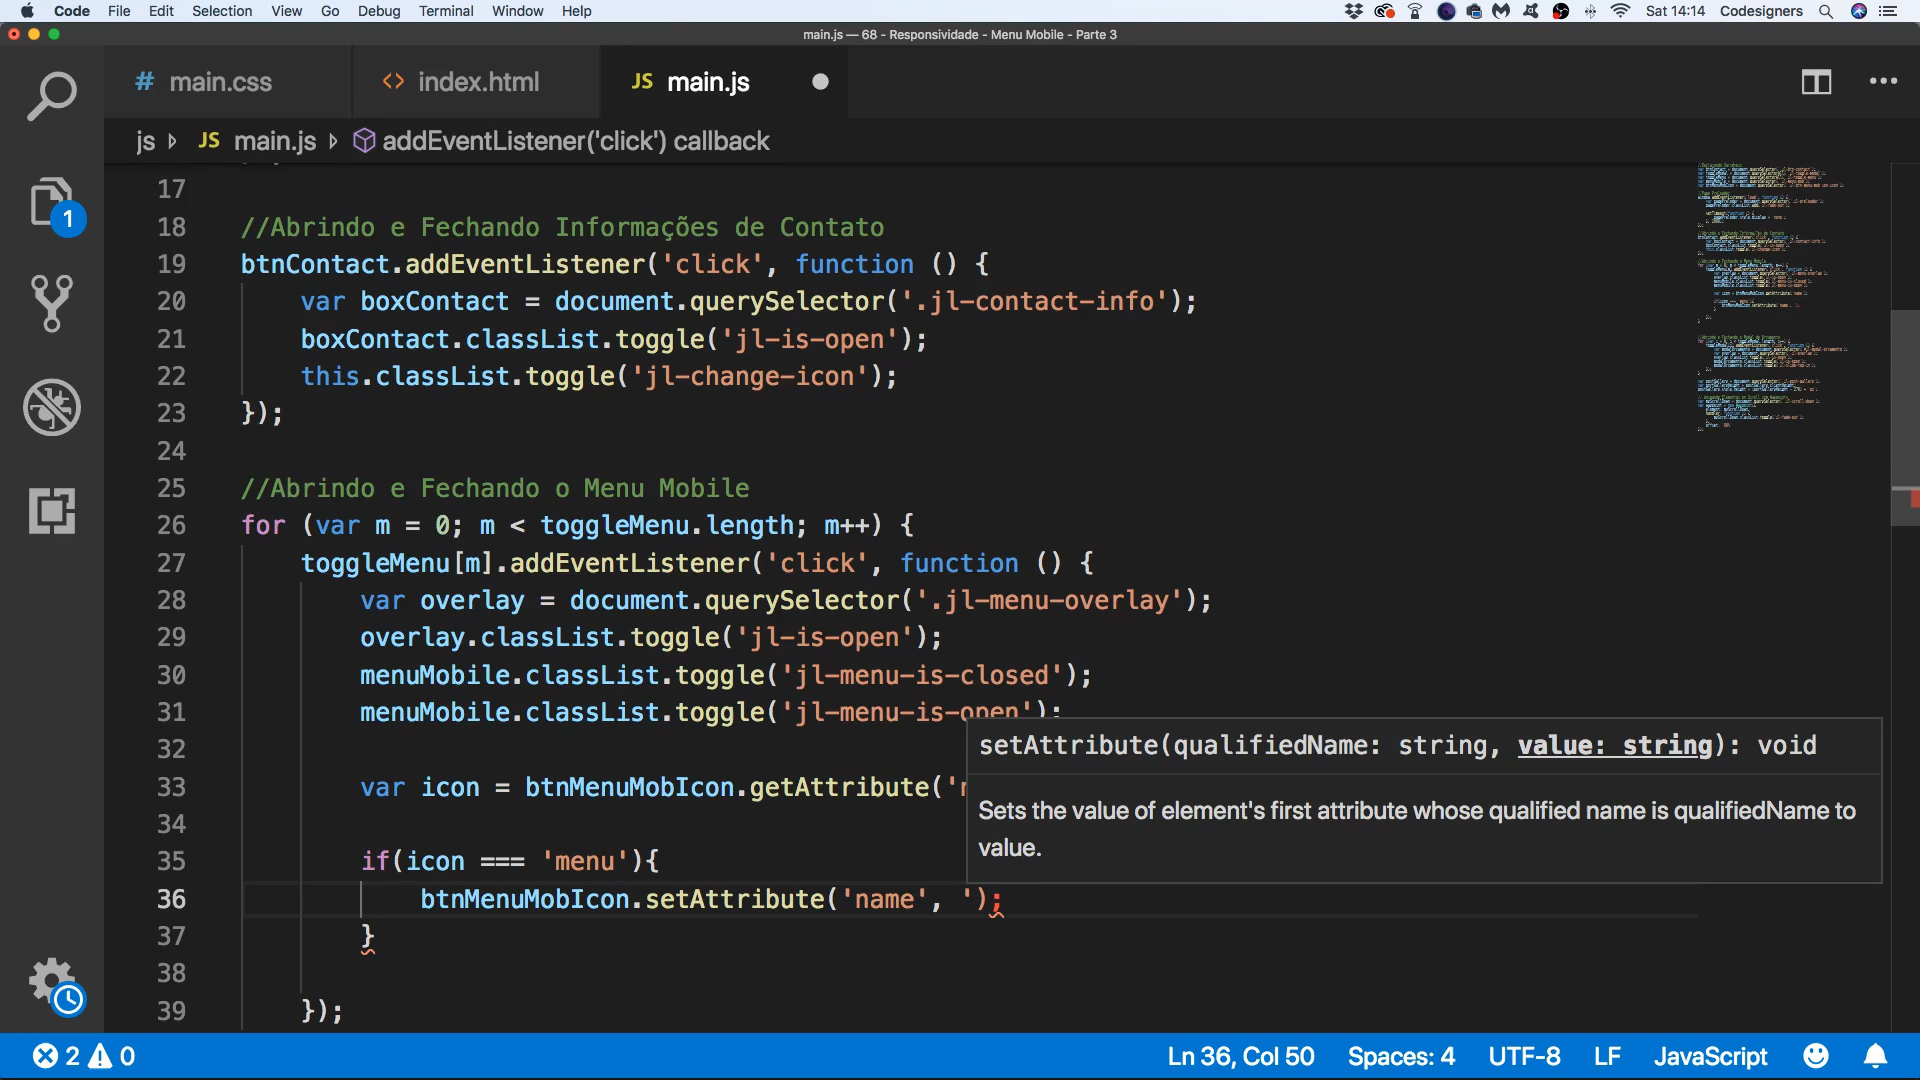 Code File Edit Selection View Go Debug Terminal Window Help Sat 14:14 Codesigners
main.js — 68 - Responsividade - Menu Mobile - Parte 3
# main.css <> index.html JS main.js
js JS main.js addEventListener('click') callback
1
17
18 //Abrindo e Fechando Informações de Contato
19 btnContact.addEventListener('click', function () {
20 var boxContact = document.querySelector('.jl-contact-info');
21 boxContact.classList.toggle('jl-is-open');
22 this.classList.toggle('jl-change-icon');
23 });
24
25 //Abrindo e Fechando o Menu Mobile
26 for (var m = 0; m < toggleMenu.length; m++) {
27 toggleMenu[m].addEventListener('click', function () {
28 var overlay = document.querySelector('.jl-menu-overlay');
29 overlay.classList.toggle('jl-is-open');
30 menuMobile.classList.toggle('jl-menu-is-closed');
31 menuMobile.classList.toggle('jl-menu-is-open');
32
33 var icon = btnMenuMobIcon.getAttribute('n
34
35 if(icon === 'menu'){
36 btnMenuMobIcon.setAttribute('name', ');
37 }
38
39 });
setAttribute(qualifiedName: string, value: string): void
Sets the value of element's first attribute whose qualified name is qualifiedName to
value.
2 0 Ln 36, Col 50 Spaces: 4 UTF-8 LF JavaScript